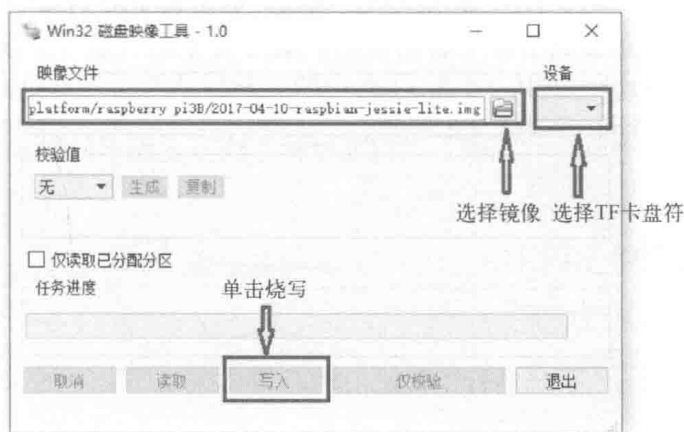 Win32 磁盘映像工具 - 1.0
映像文件
设备
platform/raspberry pi3B/2017-04-10-raspbian-jessie-lite.img
校验值
无
生成
复制
选择镜像
选择TF卡盘符
仅读取已分配分区
任务进度
单击烧写
取消
读取
写入
仅校验
退出